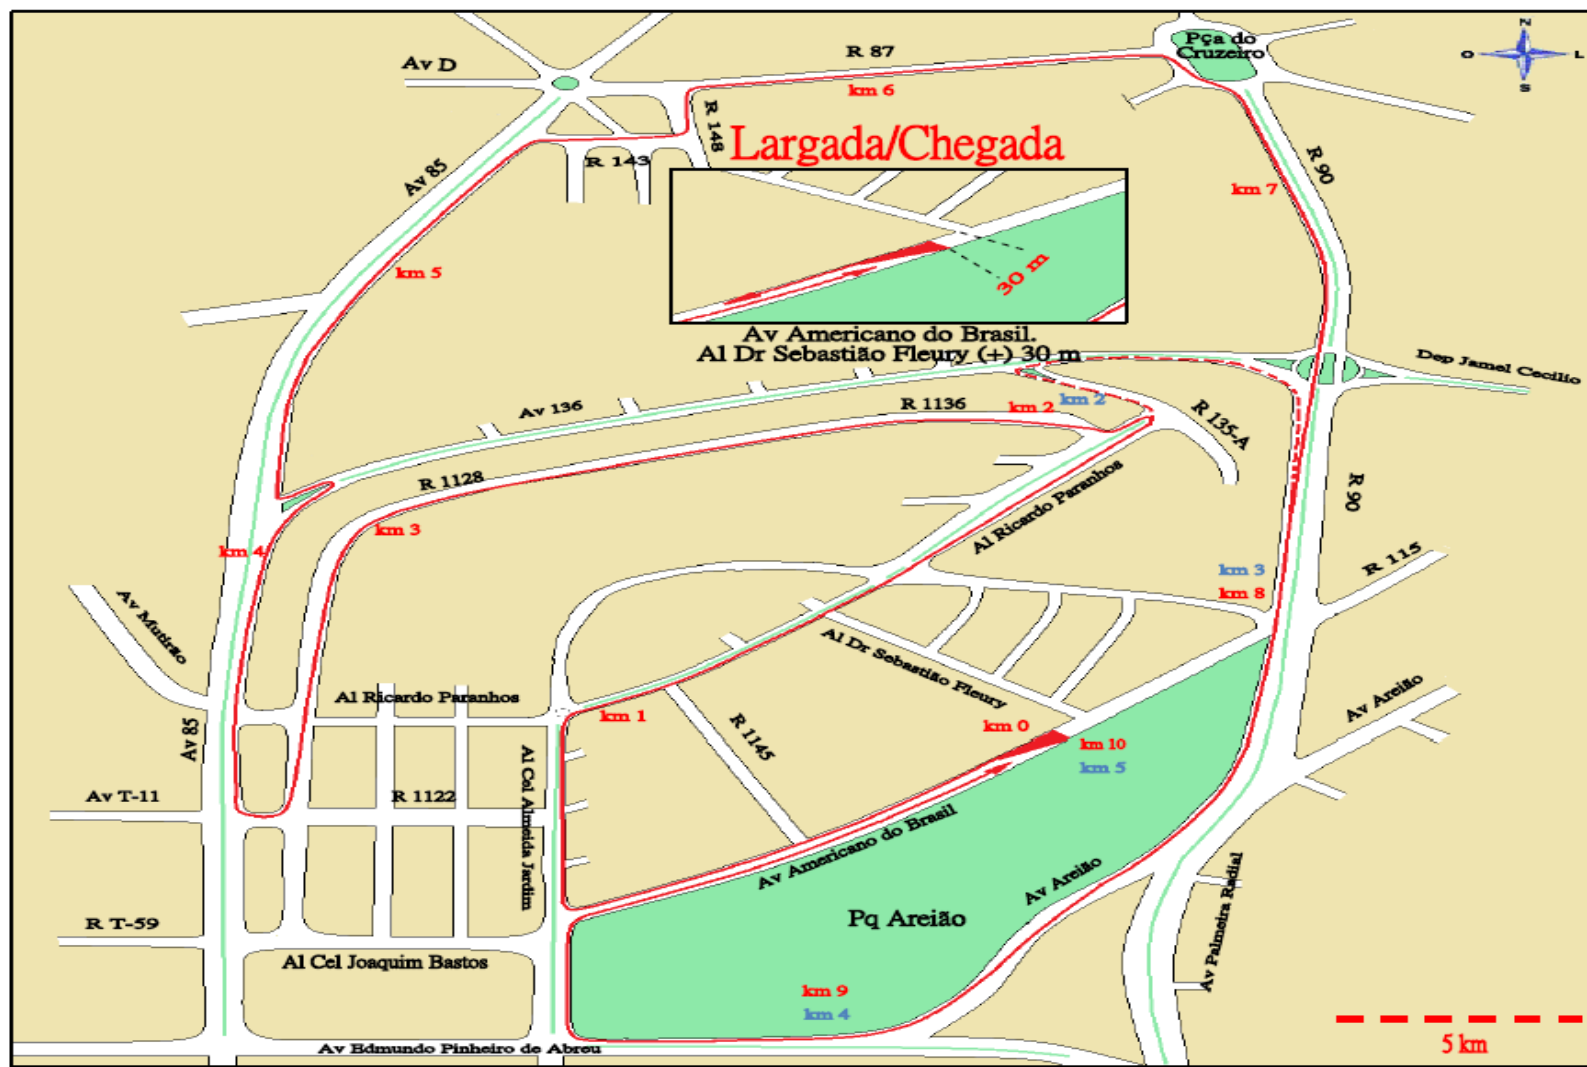 N
O
L
S
Pça do
Cruzeiro
R 87
Av D
km 6
R 148
Largada/Chegada
R 143
R 90
Av 85
km 7
km 5
30 m
Av Americano do Brasil.
Al Dr Sebastião Fleury (+) 30 m
Dep Jamel Cecilio
Av 136
R 1136
km 2
km 2
R 135-A
R 1128
Al Ricardo Paranhos
R 90
km 3
km 4
km 3
km 8
R 115
Av Mutirão
Al Dr Sebastião Fleury
Al Ricardo Paranhos
km 1
Av 85
R 1145
km 0
km 10
km 5
Av Areião
Av T-11
R 1122
Al Cel Almeida Jardim
Av Americano do Brasil
Av Areião
Av Palmeira Radial
R T-59
Pq Areião
Al Cel Joaquim Bastos
km 9
km 4
Av Edmundo Pinheiro de Abreu
5 km